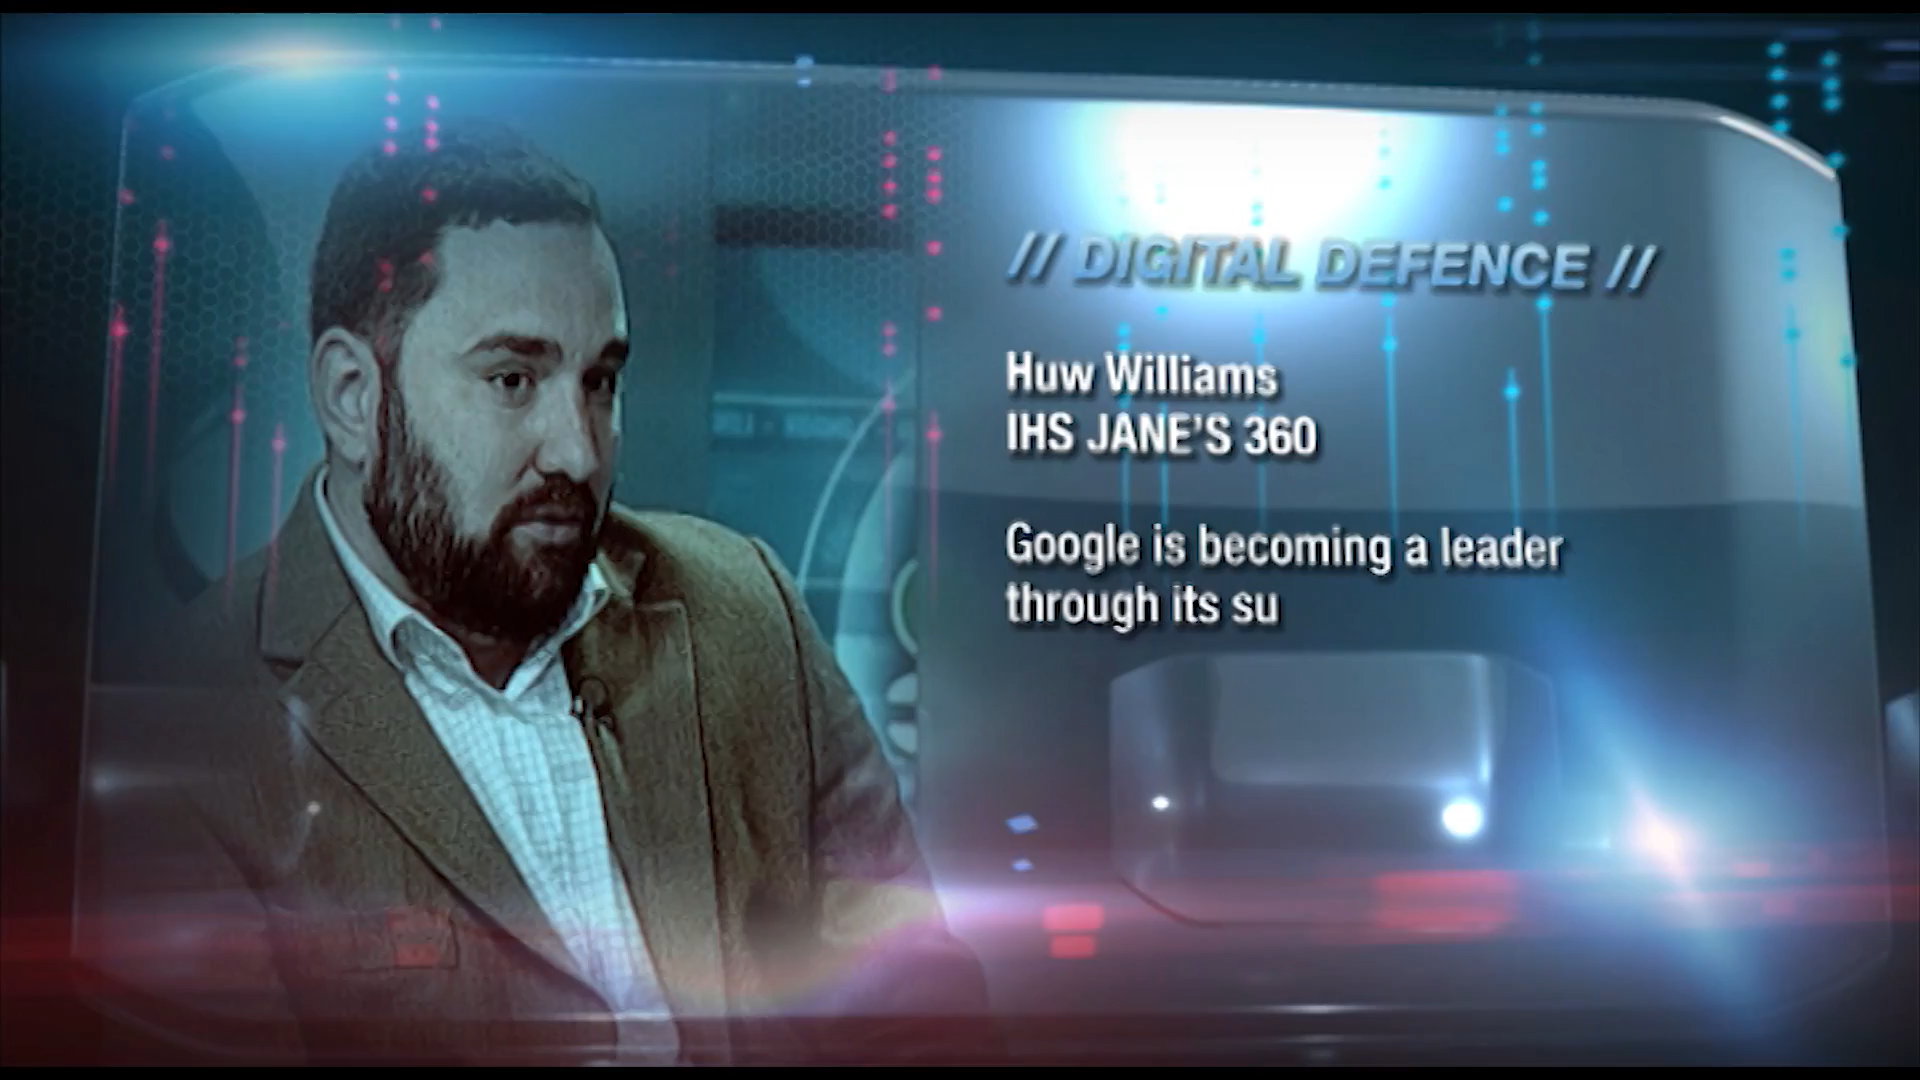 // DIGITAL DEFENCE //
Huw Williams
IHS JANE'S 360
Google is becoming a leader
through its su